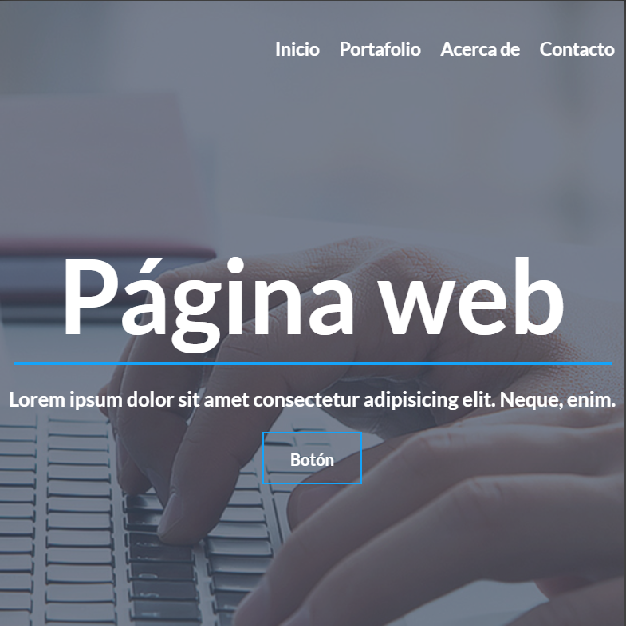 Inicio Portafolio Acerca de Contacto
Página web
Lorem ipsum dolor sit amet consectetur adipisicing elit. Neque, enim.
Botón